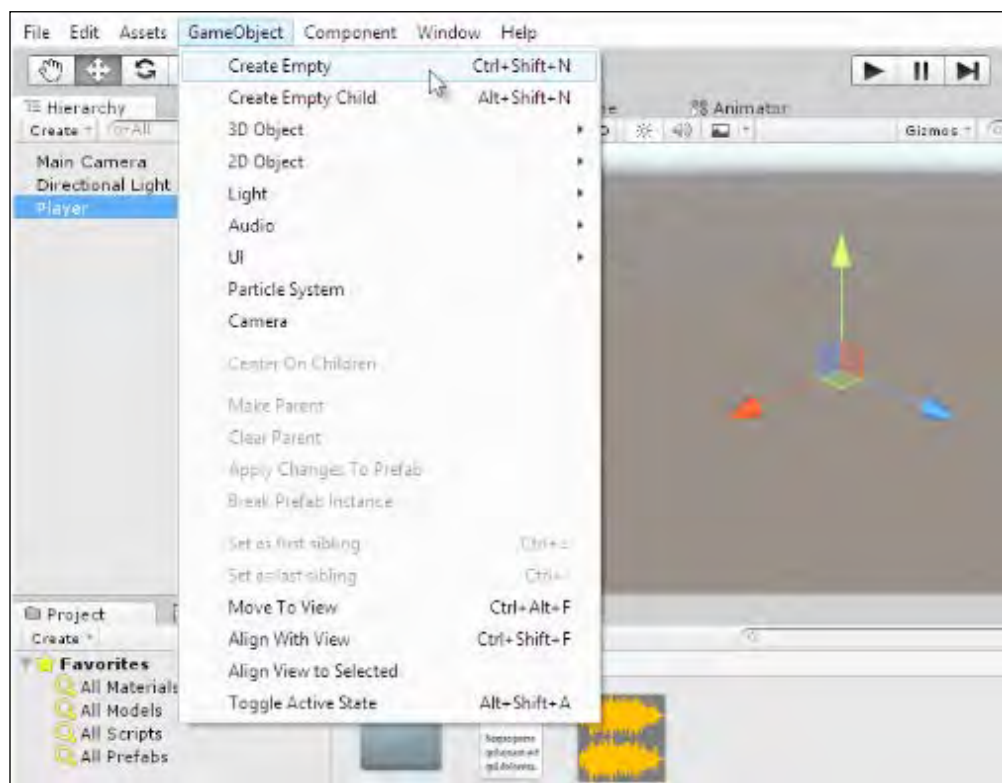 File Edit Assets GameObject Component Window Help
Create Empty Ctrl+Shift+N
Create Empty Child Alt+Shift+N
3D Object
2D Object
Light
Audio
UI
Particle System
Camera
Center On Children
Make Parent
Clear Parent
Apply Changes To Prefab
Break Prefab Instance
Set as first sibling Ctrl+=
Set as last sibling Ctrl+-
Move To View Ctrl+Alt+F
Align With View Ctrl+Shift+F
Align View to Selected
Toggle Active State Alt+Shift+A
Hierarchy
Create All
Main Camera
Directional Light
Player
Animator
Gizmos
Project
Create
Favorites
All Materials
All Models
All Scripts
All Prefabs